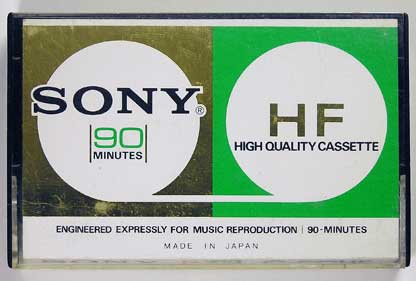 SONY®
90
MINUTES
HF
HIGH QUALITY CASSETTE
ENGINEERED EXPRESSLY FOR MUSIC REPRODUCTION | 90-MINUTES
MADE IN JAPAN